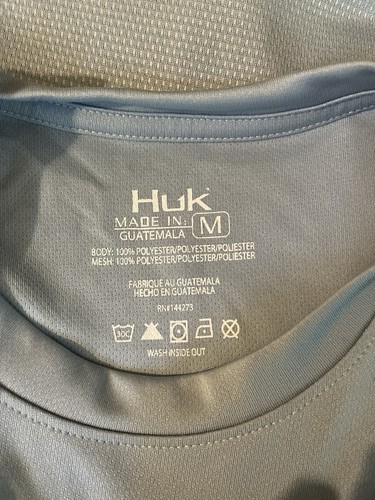 HUK
MADE IN: M
GUATEMALA
BODY: 100% POLYESTER/POLYESTER/POLIESTER
MESH: 100% POLYESTER/POLYESTER/POLIESTER
FABRIQUE AU GUATEMALA
HECHO EN GUATEMALA
RN#144273
30C
WASH INSIDE OUT